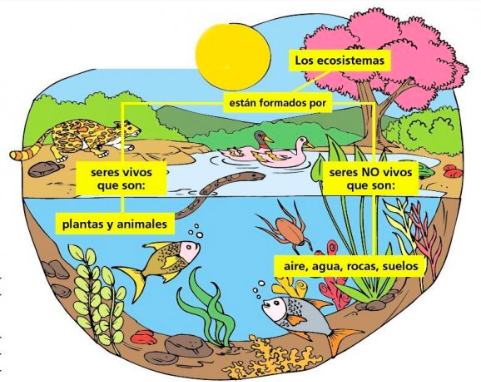 Los ecosistemas
están formados por
seres vivos
que son:
seres NO vivos
que son:
plantas y animales
aire, agua, rocas, suelos